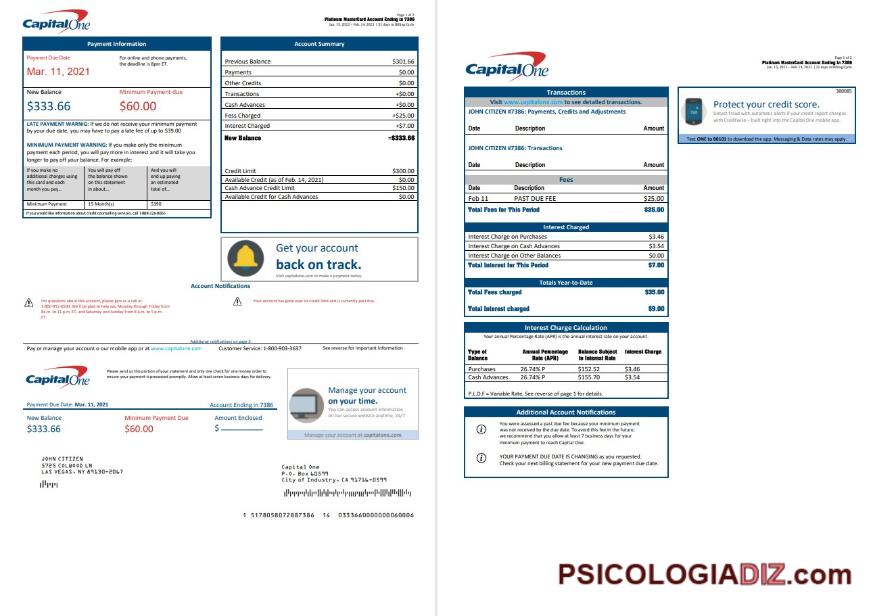 Capital One
Page 1 of 2
Platinum MasterCard Account Ending in 7386
Jan. 15, 2021 - Feb. 14, 2021 | 31 days in Billing Cycle
Payment Information
Payment Due Date
For online and phone payments,
the deadline is 8pm ET.
Mar. 11, 2021
New Balance
Minimum Payment due
$333.66
$60.00
LATE PAYMENT WARNIG: If we do not receive your minimum payment
by your due date, you may have to pay a late fee of up to $39.00
MINIMUM PAYMENT WARNING: If you make only the minimum
payment each period, you will pay more in interest and it will take you
longer to pay off your balance. For example:
If you make no
additional charges using
this card and each
month you pay...
You will pay off
the balance shown
on this statement
in about...
And you will
end up paying
an estimated
total of...
Minimum Payment
15 Month(s)
$390
If you would like information about credit counseling services, call 1-888-326-8055
Account Summary
Previous Balance $301.66
Payments $0.00
Other Credits $0.00
Transactions +$0.00
Cash Advances +$0.00
Fess Charged +$25.00
Interest Charged +$7.00
New Balance =$333.66
Credit Limit $300.00
Available Credit (as of Feb. 14, 2021) $0.00
Cash Advance Credit Limit $150.00
Available Credit for Cash Advances $0.00
Get your account
back on track.
Visit capitalone.com to make a payment today.
Account Notifications
For questions about this account, please give us a call at
1-800-903-3637. We'll be glad to help you Monday through Friday from
8 a.m. to 11 p.m. ET, and Saturday and Sunday from 8 a.m. to 5 p.m.
ET.
Your account has gone over its credit limit and is currently past due.
Additional notifications on page 2
Pay or manage your account is our mobile app or at www.capitalone.com
Customer Service: 1-800-903-3637
See reverse for Important Information
Capital One
Please send us this portion of your statement and only one check for one money order to
ensure your payment is processed promptly. Allow at least seven business days for delivery.
Payment Due Date: Mar. 11, 2021
Account Ending in 7386
New Balance
Minimum Payment Due
Amount Enclosed
$333.66
$60.00
$
Manage your account
on your time.
You can access account information
on our secure website anytime, 24/7
Manage your account at capitalone.com
JOHN CITIZEN
5725 COLWOOD LN
LAS VEGAS, NV 89130-2067
Capital One
P.O. Box 60599
City of Industry, CA 91716-0599
1 5178058072887386 14 0333660000000060006
Capital One
Page 2 of 2
Platinum MasterCard Account Ending in 7386
Jan. 15, 2021 - Feb. 14, 2021 | 31 days in Billing Cycle
Transactions
Visit www.capitalone.com to see detailed transactions.
JOHN CITIZEN #7386: Payments, Credits and Adjustments
Date Description Amount
JOHN CITIZEN #7386: Transactions
Date Description Amount
Fees
Date Description Amount
Feb 11 PAST DUE FEE $25.00
Total Fees for This Period $25.00
Interest Charged
Interest Charge on Purchases $3.46
Interest Charge on Cash Advances $3.54
Interest Charge on Other Balances $0.00
Total Interest for This Period $7.00
Totals Year-to-Date
Total Fees charged $35.00
Total Interest charged $9.00
Interest Charge Calculation
Your annual Percentage Rate (APR) is the annual interest rate on your account.
Type of
Balance
Annual Percentage
Rate (APR)
Balance Subject
to Interest Rate
Interest Charge
Purchases 26.74% P $152.52 $3.46
Cash Advances 26.74% P $155.70 $3.54
P,L,D,F = Variable Rate. See reverse of page 1 for details.
Additional Account Notifications
You were assessed a past due fee because your minimum payment
was not received by the due date. To avoid this fee in the future,
we recommend that you allow at least 7 business days for your
minimum payment to reach Capital One
YOUR PAYMENT DUE DATE IS CHANGING as you requested.
Check your next billing statement for your new payment due date.
300085
Protect your credit score.
Detect fraud with automatic alerts if your credit report changes
with CreditWise – built right into the Capital One mobile app.
Text ONE to 80101 to download the app. Messaging & Data rates may apply.
PSICOLOGIADIZ.com